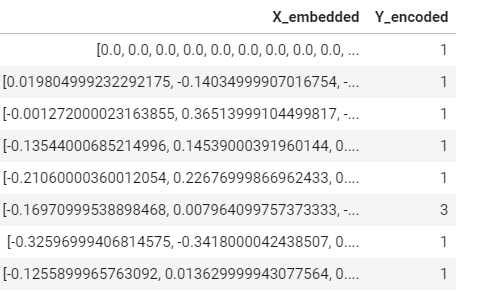 X_embedded Y_encoded
[0.0, 0.0, 0.0, 0.0, 0.0, 0.0, 0.0, 0.0, 0.0, ... 1
[0.019804999232292175, -0.14034999907016754, -... 1
[-0.001272000023163855, 0.36513999104499817, -... 1
[-0.13544000685214996, 0.14539000391960144, 0.... 1
[-0.21060000360012054, 0.22676999866962433, 0.... 1
[-0.16970999538898468, 0.007964099757373333, -... 3
[-0.32596999406814575, -0.3418000042438507, 0.... 1
[-0.1255899965763092, 0.013629999943077564, 0.... 1